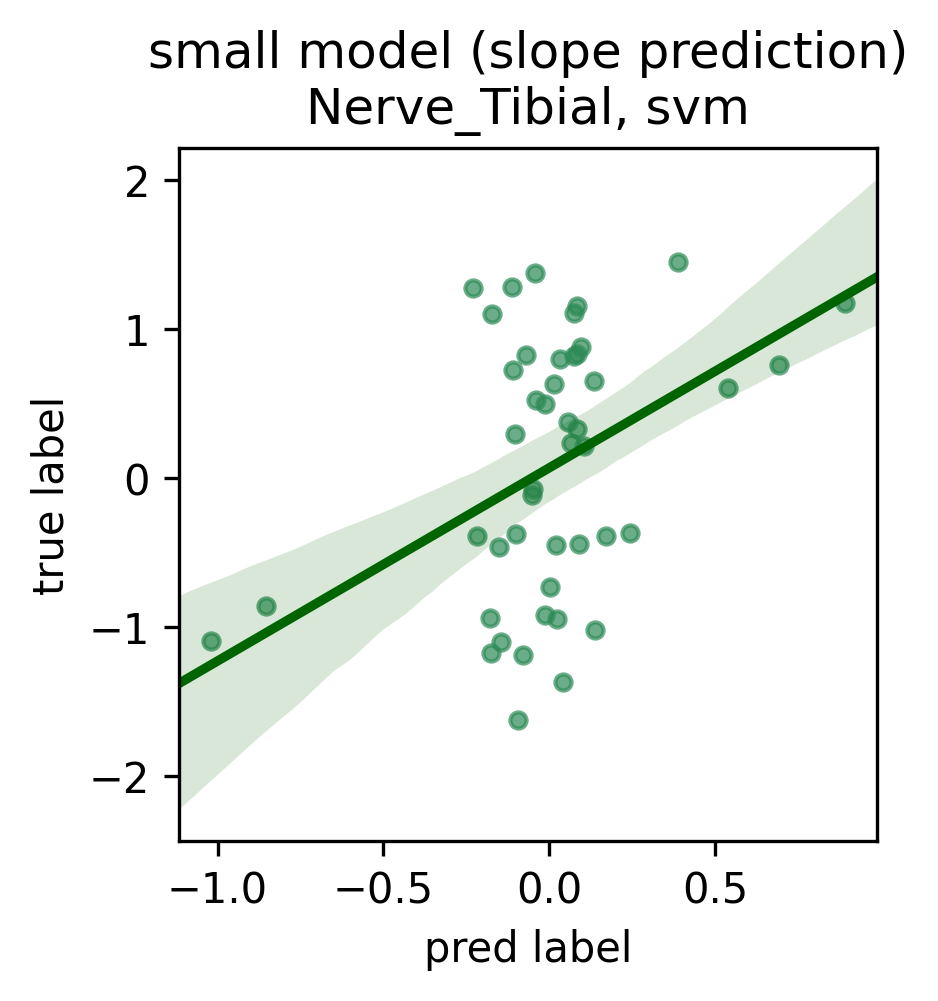 small model (slope prediction)
Nerve_Tibial, svm
2
1
0
−1
−2
true label
−1.0
−0.5
0.0
0.5
pred label